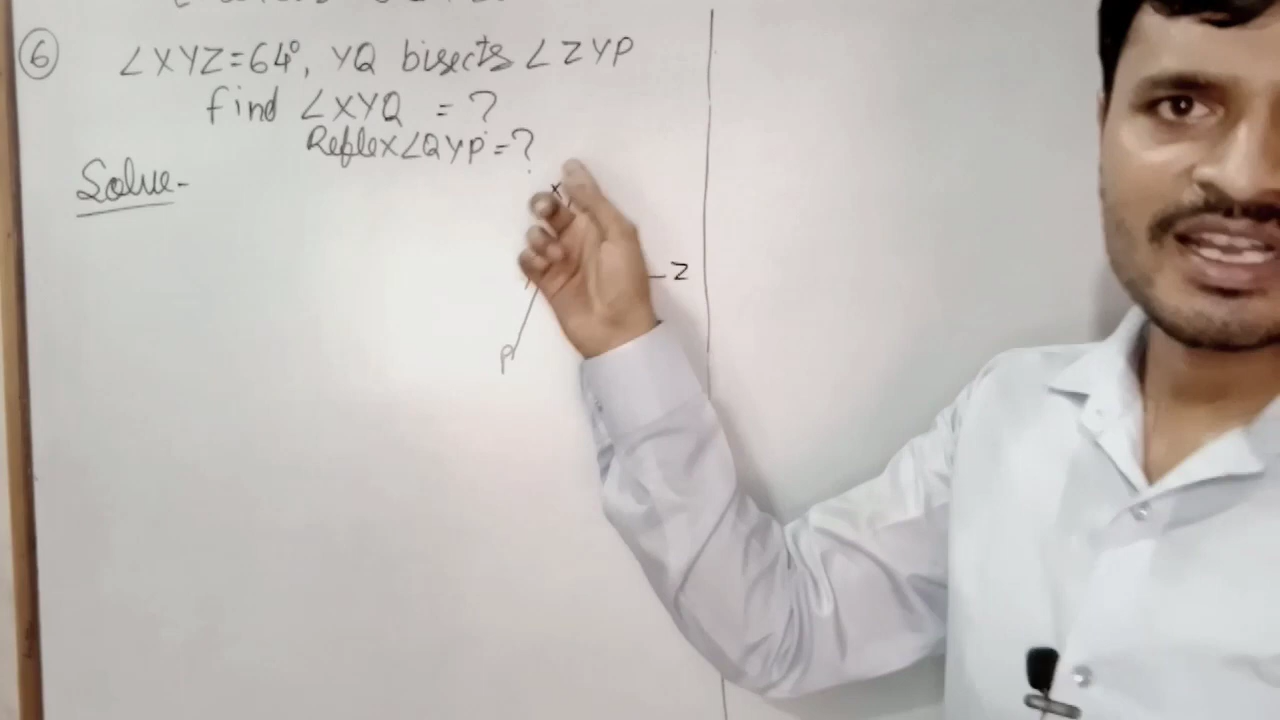 6 ∠XYZ=64°, YQ bisects ∠ZYP
find ∠XYQ = ?
Reflex∠QYP=?
Solve-
X
Z
P